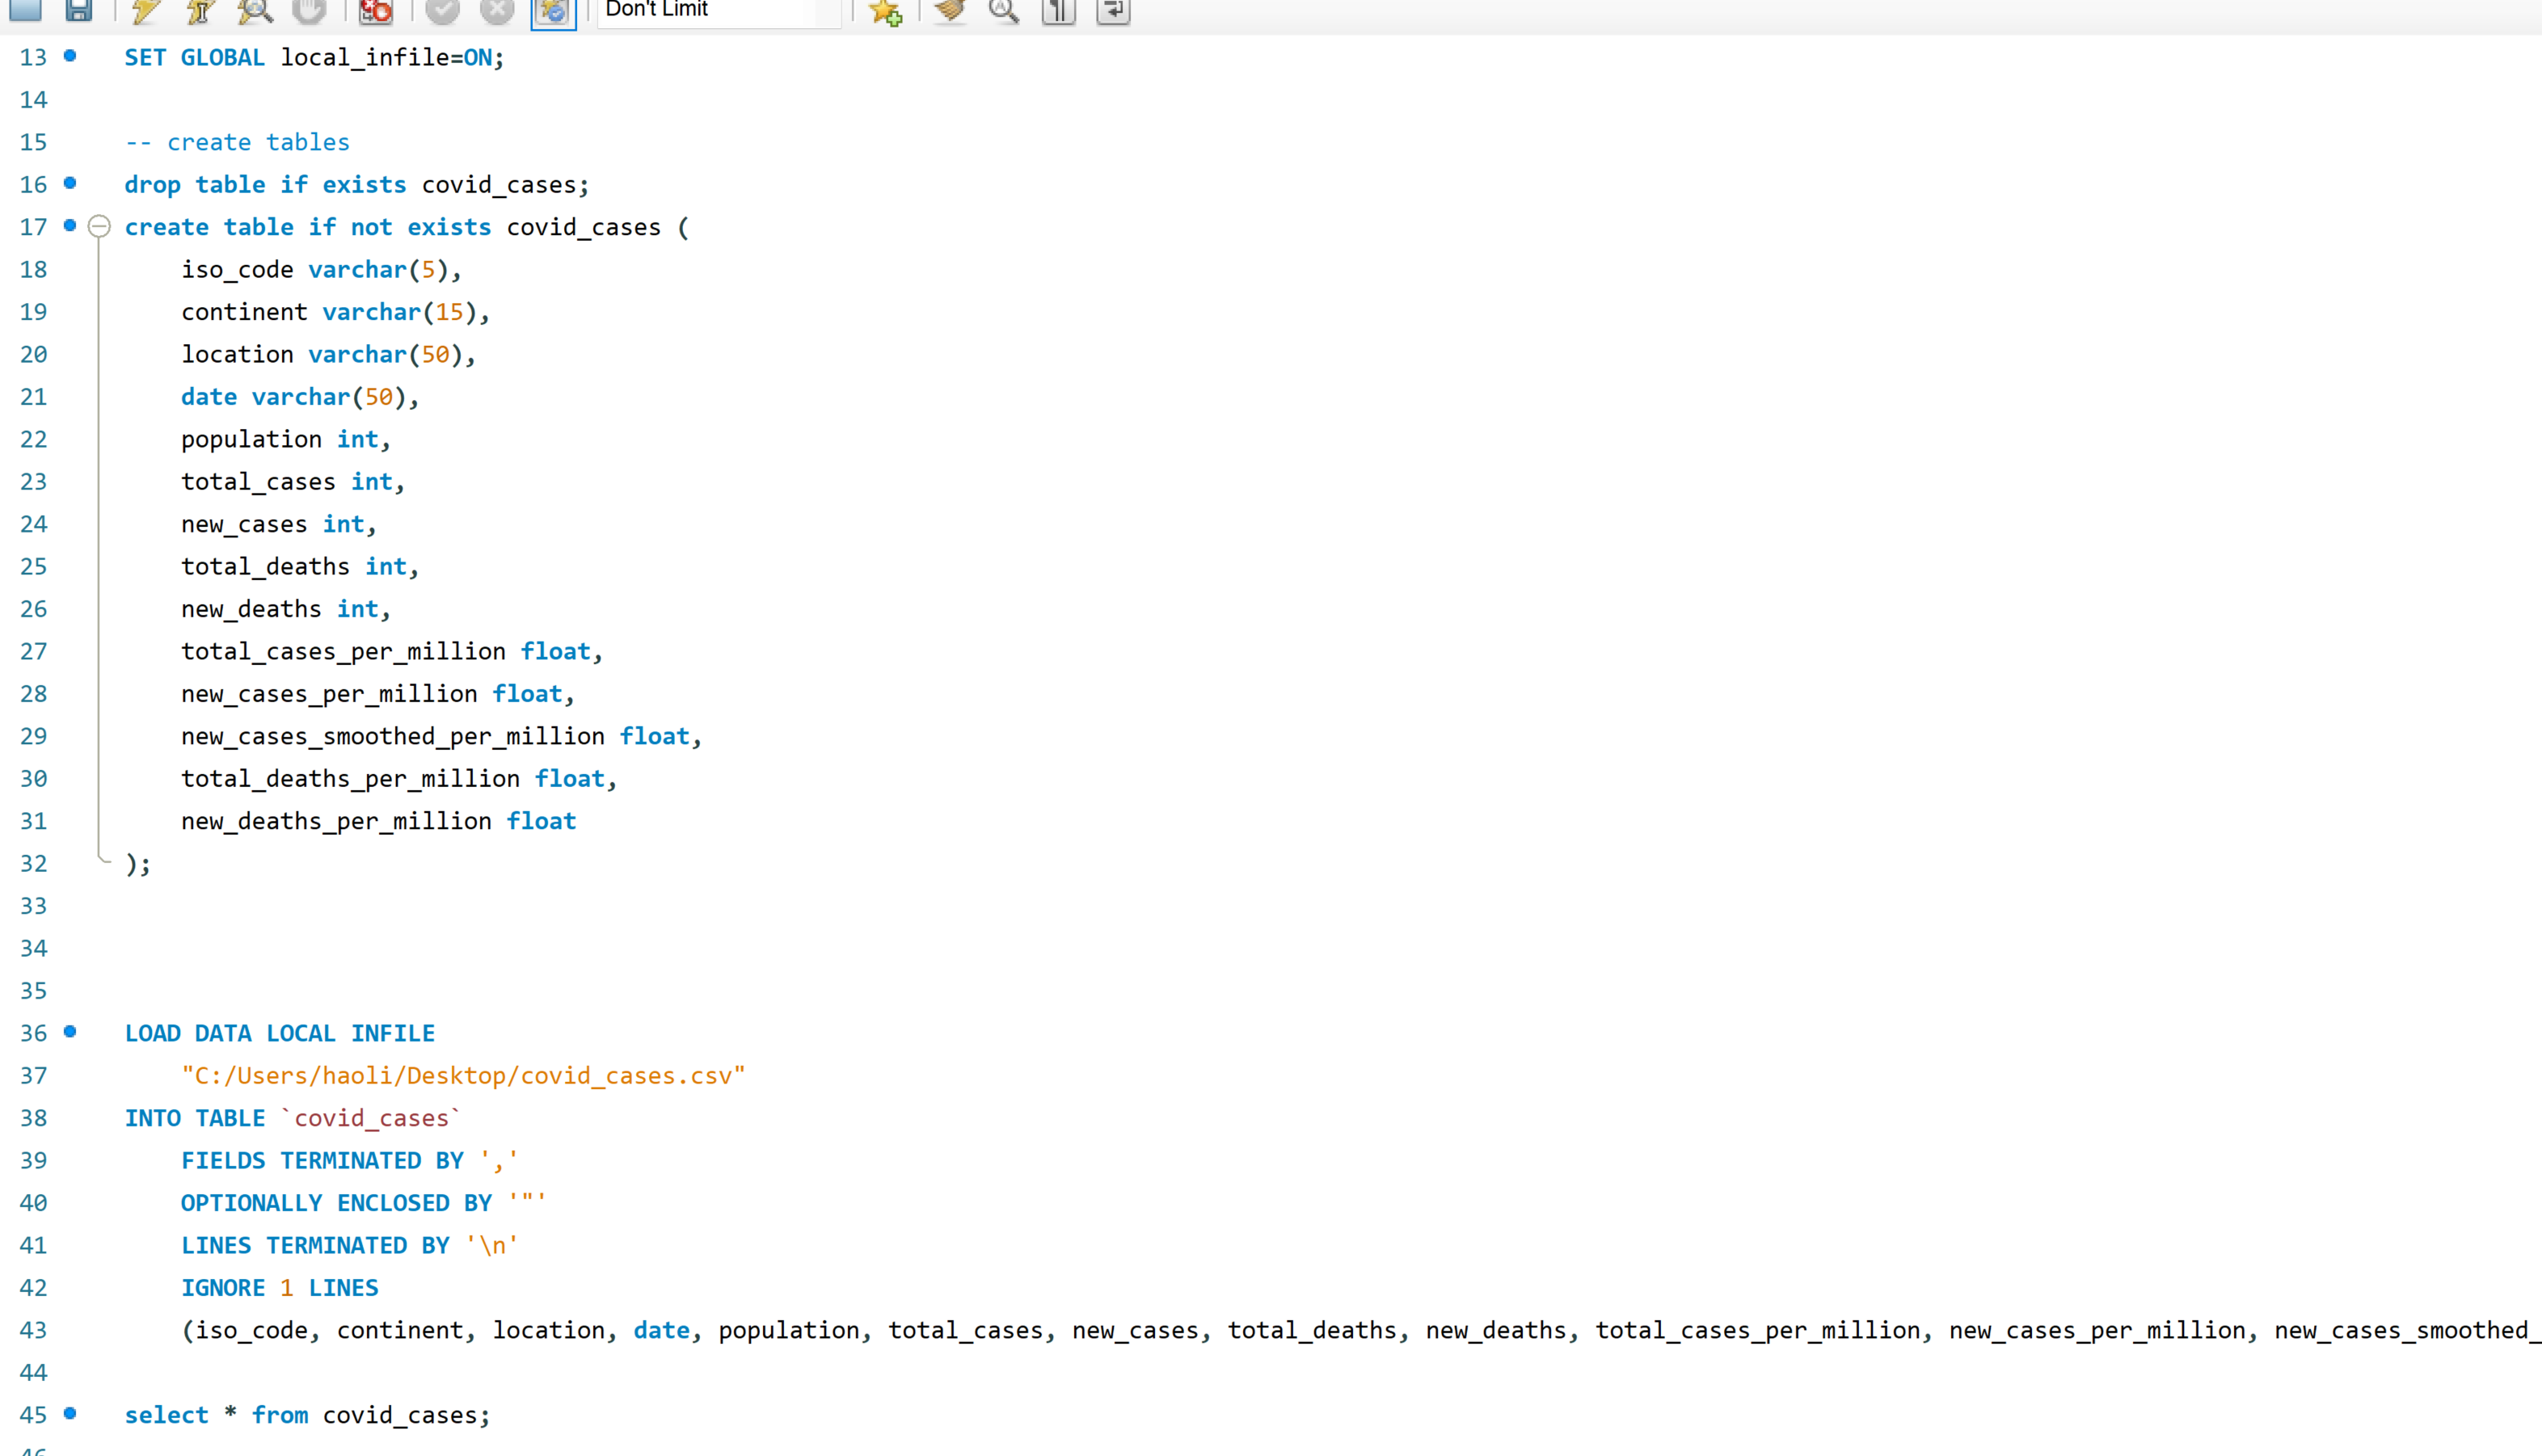 Don't Limit
13 SET GLOBAL local_infile=ON;
14
15 -- create tables
16 drop table if exists covid_cases;
17 create table if not exists covid_cases (
18 iso_code varchar(5),
19 continent varchar(15),
20 location varchar(50),
21 date varchar(50),
22 population int,
23 total_cases int,
24 new_cases int,
25 total_deaths int,
26 new_deaths int,
27 total_cases_per_million float,
28 new_cases_per_million float,
29 new_cases_smoothed_per_million float,
30 total_deaths_per_million float,
31 new_deaths_per_million float
32 );
33
34
35
36 LOAD DATA LOCAL INFILE
37 "C:/Users/haoli/Desktop/covid_cases.csv"
38 INTO TABLE `covid_cases`
39 FIELDS TERMINATED BY ','
40 OPTIONALLY ENCLOSED BY '"'
41 LINES TERMINATED BY '\n'
42 IGNORE 1 LINES
43 (iso_code, continent, location, date, population, total_cases, new_cases, total_deaths, new_deaths, total_cases_per_million, new_cases_per_million, new_cases_smoothed_
44
45 select * from covid_cases;
46